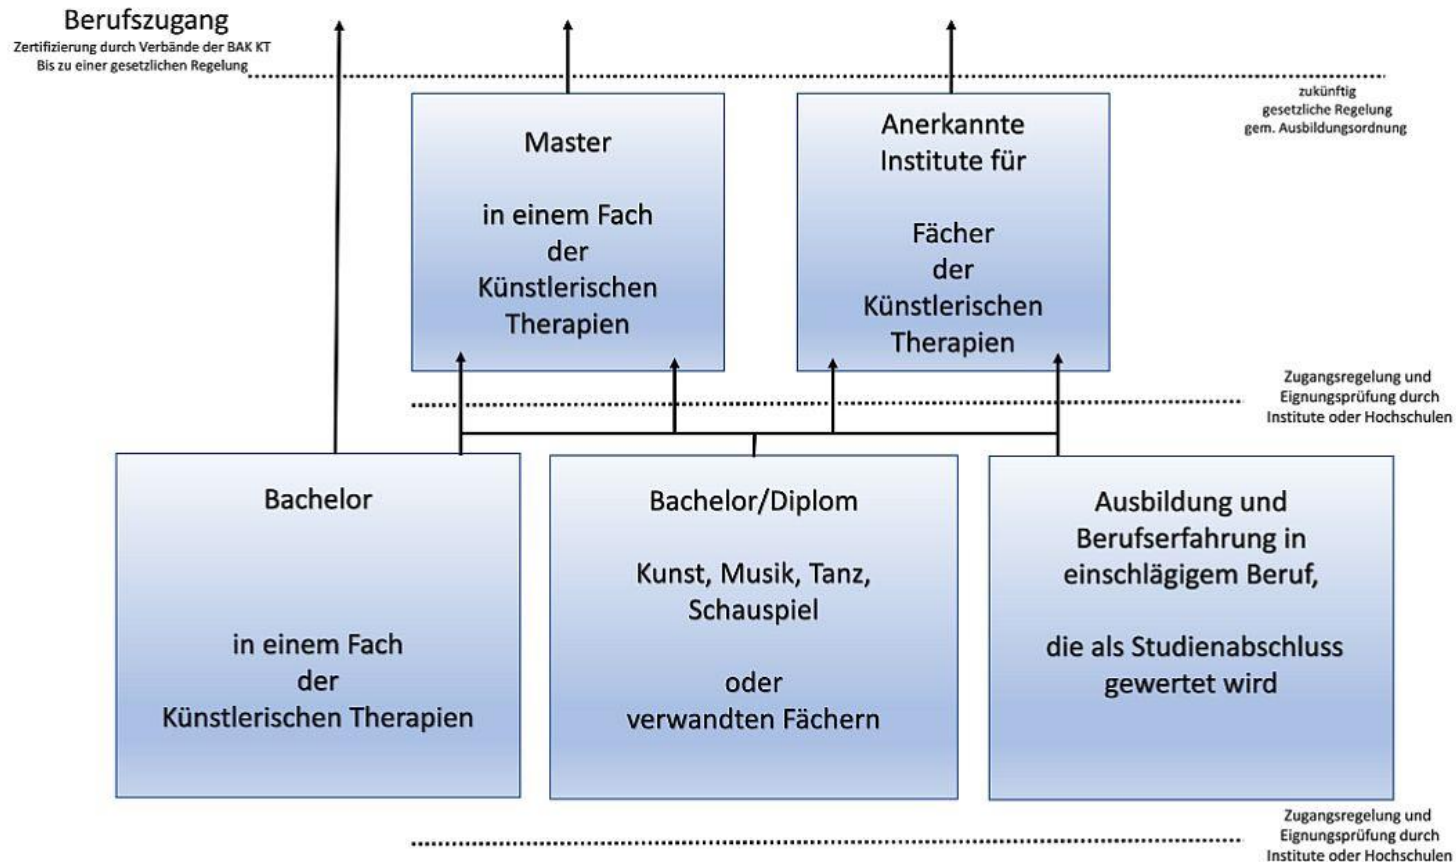 Berufszugang
Zertifizierung durch Verbände der BAK KT
Bis zu einer gesetzlichen Regelung
zukünftig
gesetzliche Regelung
gem. Ausbildungsordnung
Master
in einem Fach
der
Künstlerischen
Therapien
Anerkannte
Institute für
Fächer
der
Künstlerischen
Therapien
Zugangsregelung und
Eignungsprüfung durch
Institute oder Hochschulen
Bachelor
in einem Fach
der
Künstlerischen Therapien
Bachelor/Diplom
Kunst, Musik, Tanz,
Schauspiel
oder
verwandten Fächern
Ausbildung und
Berufserfahrung in
einschlägigem Beruf,
die als Studienabschluss
gewertet wird
Zugangsregelung und
Eignungsprüfung durch
Institute oder Hochschulen